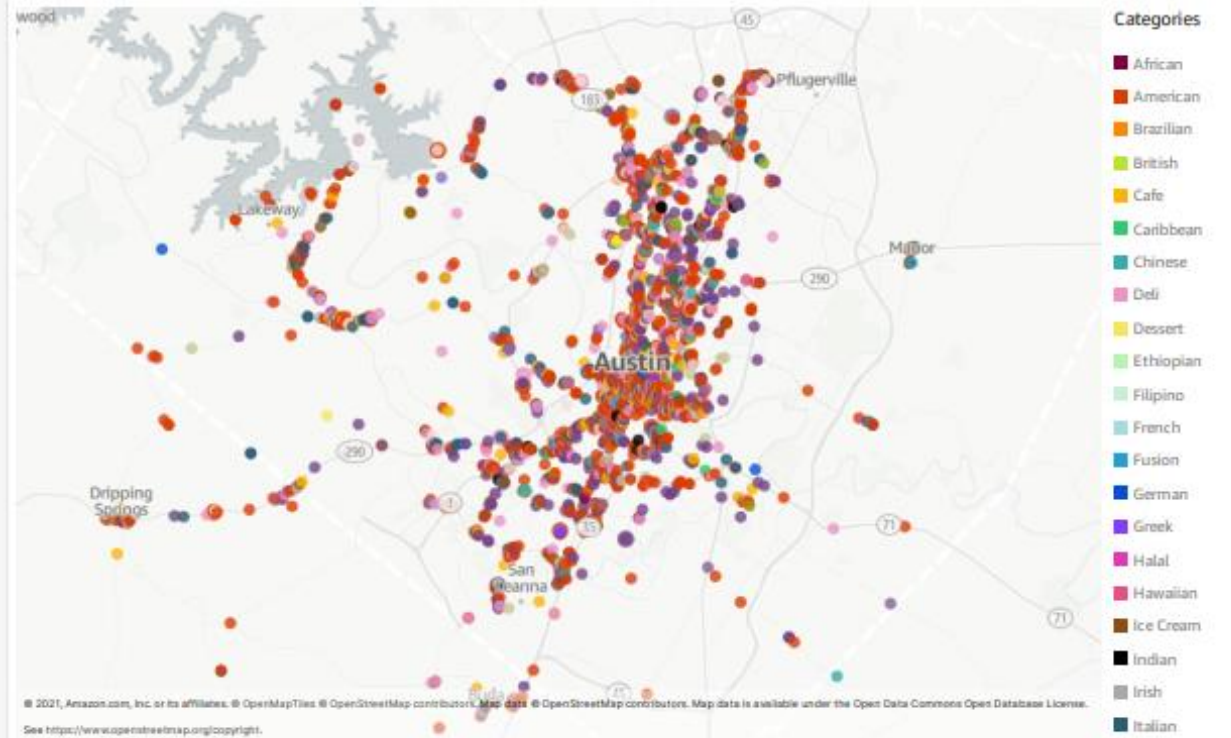 wood
45
Categories
183
Pflugerville
African
American
Brazilian
British
Cafe
Lakeway
Caribbean
Manor
290
Chinese
Deli
Dessert
Austin
Ethiopian
Filipino
French
290
Fusion
Dripping
Springs
1
German
35
71
Greek
Halal
San
Leanna
Hawaiian
71
Ice Cream
Indian
Buda
45
Irish
© 2021, Amazon.com, Inc. or its affiliates. © OpenMapTiles © OpenStreetMap contributors. Map data © OpenStreetMap contributors. Map data is available under the Open Data Commons Open Database License.
See https://www.openstreetmap.org/copyright.
Italian